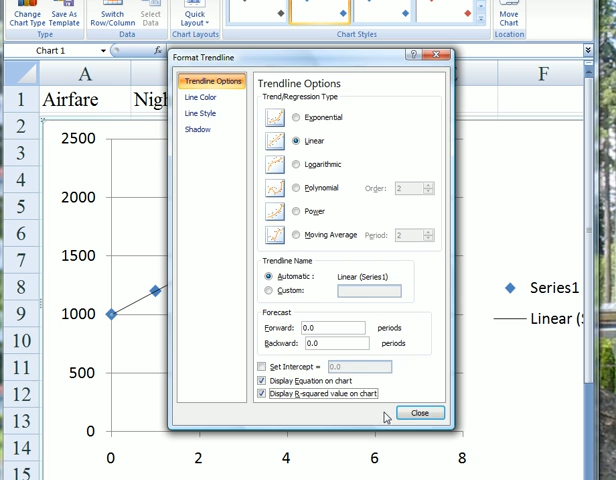 Change Chart Type
Save As Template
Switch Row/Column
Select Data
Quick Layout
Move Chart
Type
Data
Chart Layouts
Chart Styles
Location
Chart 1
fx
A
F
1
Airfare
2
3
4
5
6
7
8
9
10
11
12
13
14
15
2500
2000
1500
1000
500
0
0
2
4
6
8
Series1
Linear (
Format Trendline
Trendline Options
Line Color
Line Style
Shadow
Trendline Options
Trend/Regression Type
Exponential
Linear
Logarithmic
Polynomial
Order: 2
Power
Moving Average
Period: 2
Trendline Name
Automatic : Linear (Series1)
Custom:
Forecast
Forward: 0.0 periods
Backward: 0.0 periods
Set Intercept = 0.0
Display Equation on chart
Display R-squared value on chart
Close